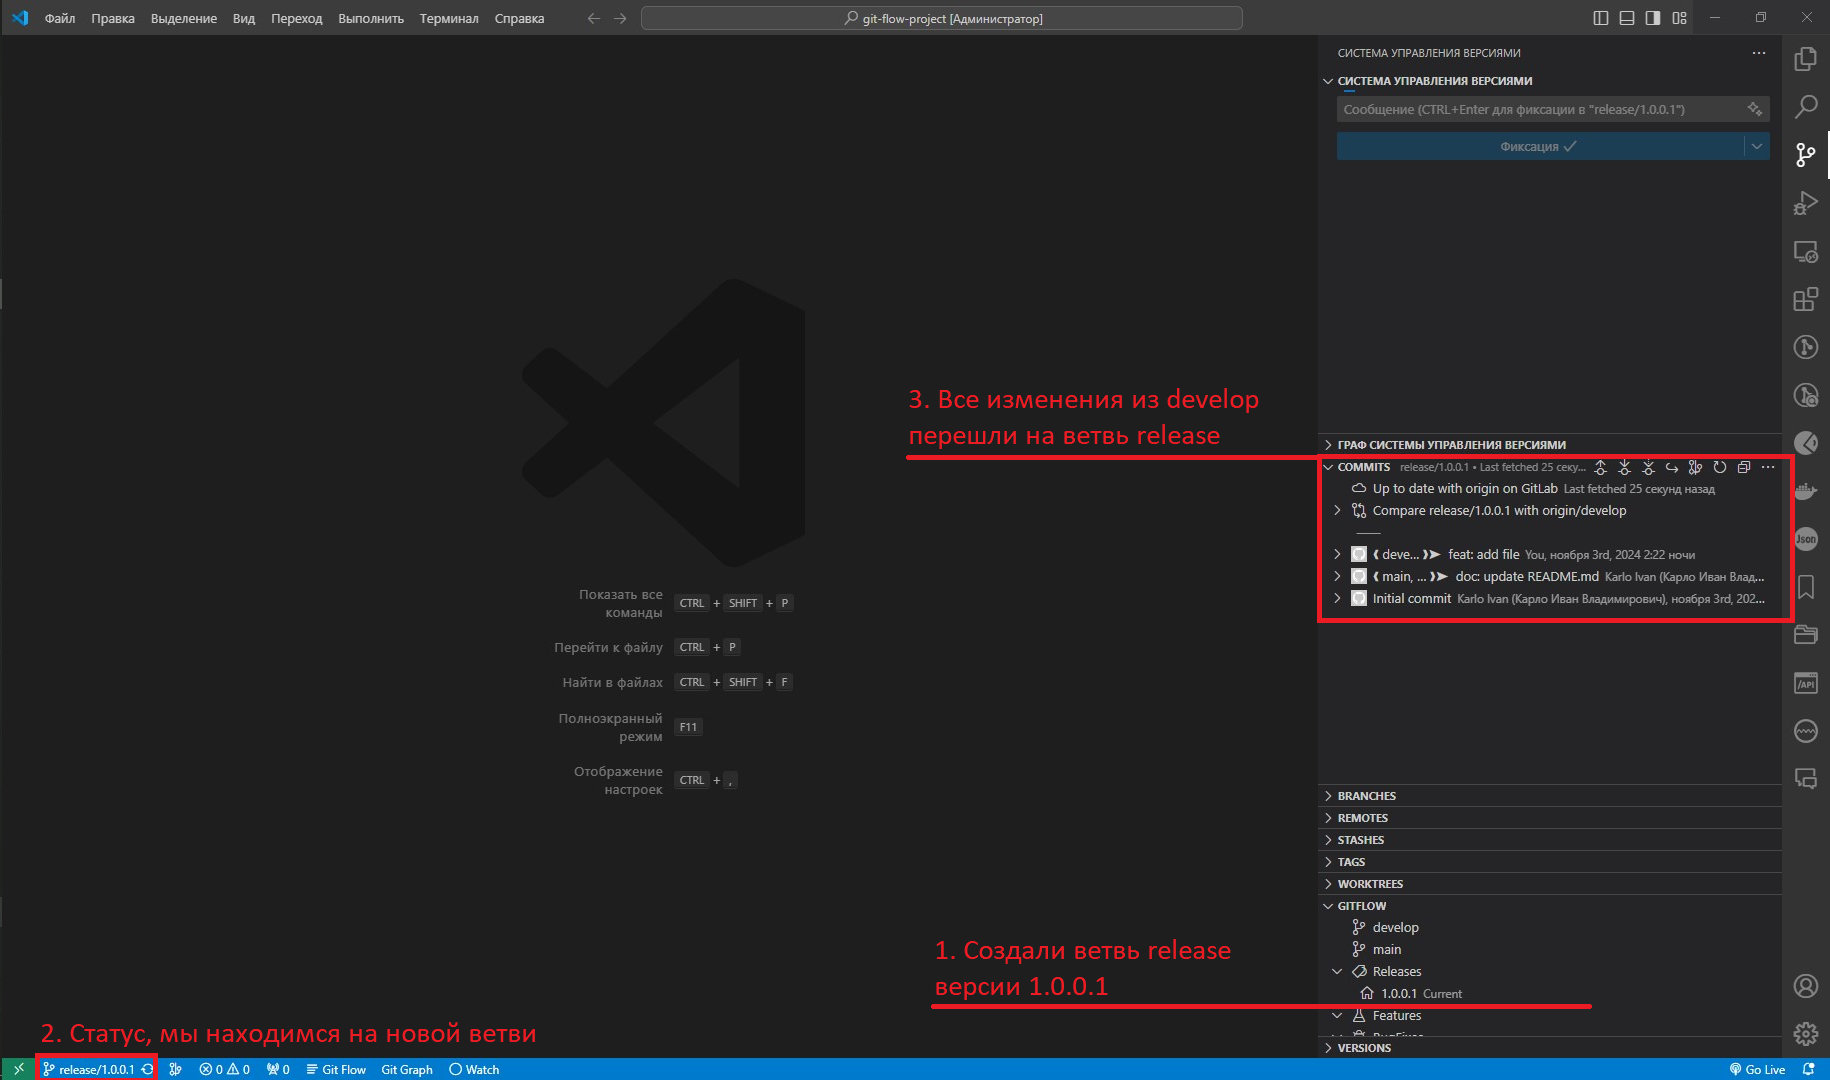 Файл Правка Выделение Вид Переход Выполнить Терминал Справка
git-flow-project [Администратор]
СИСТЕМА УПРАВЛЕНИЯ ВЕРСИЯМИ
СИСТЕМА УПРАВЛЕНИЯ ВЕРСИЯМИ
Сообщение (CTRL+Enter для фиксации в "release/1.0.0.1")
Фиксация
3. Все изменения из develop
перешли на ветвь release
ГРАФ СИСТЕМЫ УПРАВЛЕНИЯ ВЕРСИЯМИ
COMMITS release/1.0.0.1 • Last fetched 25 секу...
Up to date with origin on GitLab Last fetched 25 секунд назад
Compare release/1.0.0.1 with origin/develop
deve... feat: add file You, ноября 3rd, 2024 2:22 ночи
main, ... doc: update README.md Karlo Ivan (Карло Иван Влад...
Initial commit Karlo Ivan (Карло Иван Владимирович), ноября 3rd, 202...
Json
/API
Показать все
команды
CTRL + SHIFT + P
Перейти к файлу CTRL + P
Найти в файлах CTRL + SHIFT + F
Полноэкранный
режим
F11
Отображение
настроек
CTRL + ,
BRANCHES
REMOTES
STASHES
TAGS
WORKTREES
GITFLOW
develop
main
Releases
1.0.0.1 Current
Features
BugFixes
VERSIONS
1. Создали ветвь release
версии 1.0.0.1
2. Статус, мы находимся на новой ветви
release/1.0.0.1 0 0 0 Git Flow Git Graph Watch Go Live